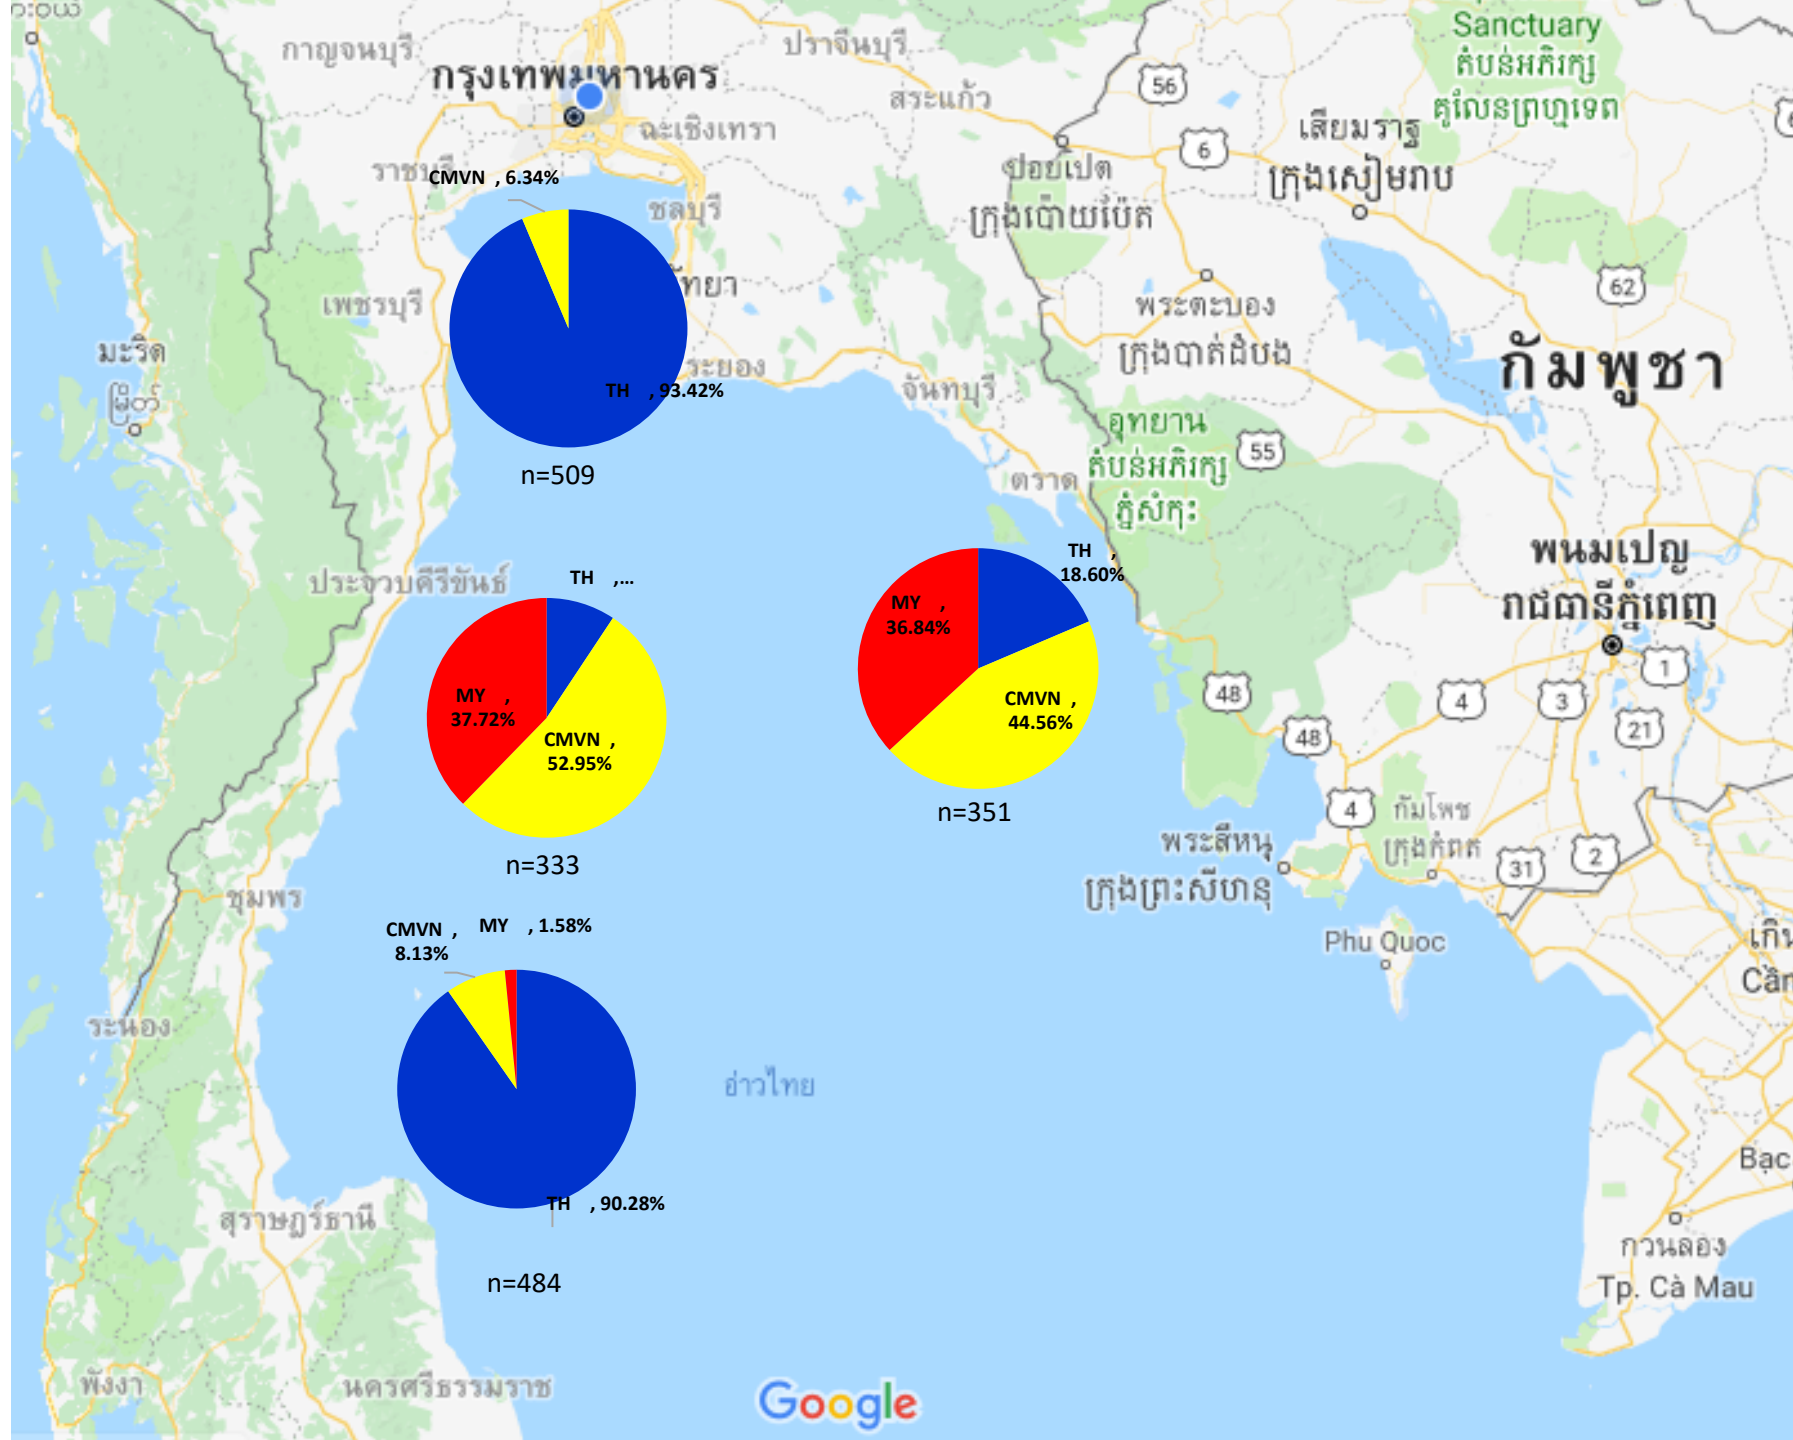 Sanctuary
តំបន់អភិរក្ស
គូលែនព្រហ្មទេព
กาญจนบุรี
ปราจีนบุรี
กรุงเทพมหานคร
สระแก้ว
56
ฉะเชิงเทรา
เสียมราฐ
ក្រុងសៀមរាប
6
ปอยเปต
ក្រុងប៉ោយប៉ែត
CMVN , 6.34%
ชลบุรี
เพชรบุรี
62
พระตะบอง
ក្រុងបាត់ដំបង
มะริด
မြိတ်
กัมพูชา
ระยอง
TH , 93.42%
จันทบุรี
n=509
ตราด
อุทยาน
តំបន់អភិរក្ស
ភ្នំសំកុះ
55
ประจวบคีรีขันธ์
TH ,...
TH ,
18.60%
พนมเปญ
រាជធានីភ្នំពេញ
MY ,
36.84%
MY ,
37.72%
CMVN ,
52.95%
CMVN ,
44.56%
n=351
n=333
48
48
4
3
1
21
4
กัมโพช
ក្រុងកំពត
31
2
พระสีหนุ
ក្រុងព្រះសីហនុ
ชุมพร
CMVN ,
8.13%
MY , 1.58%
Phu Quoc
ระนอง
อ่าวไทย
TH , 90.28%
สุราษฎร์ธานี
n=484
กวนลอง
Tp. Cà Mau
พังงา
นครศรีธรรมราช
Google